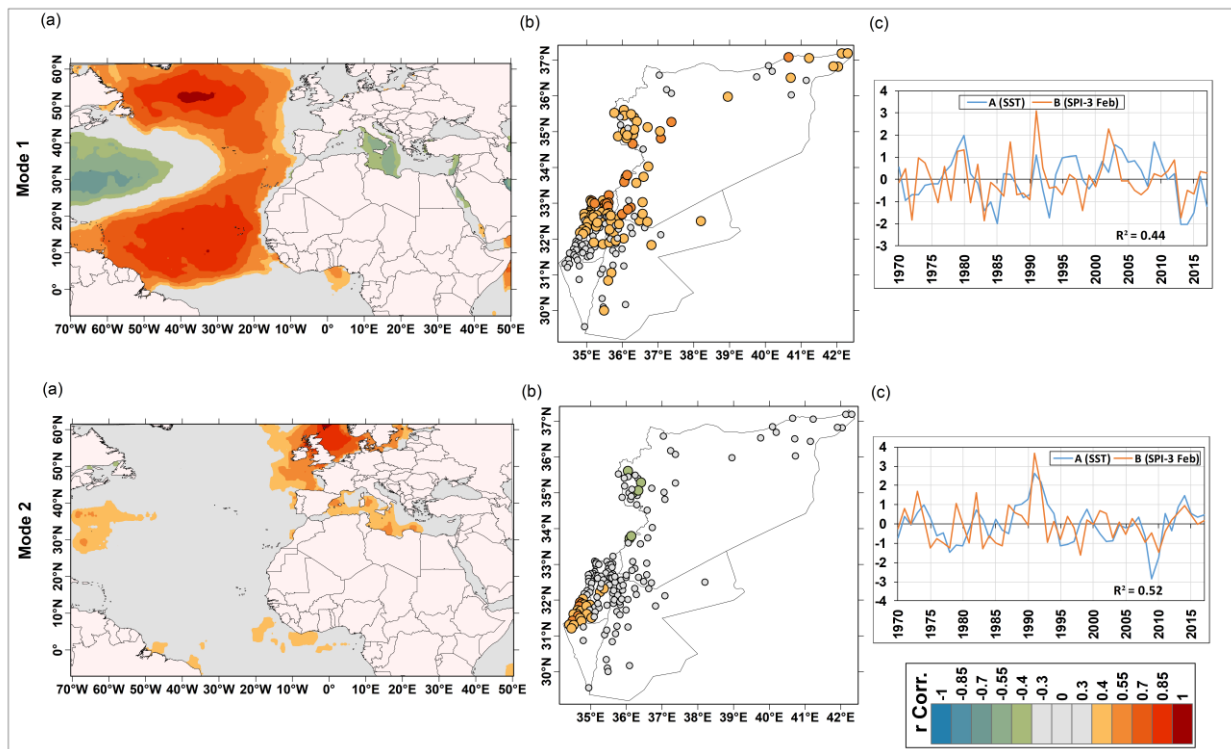 (a)
(b)
(c)
Mode 1
60°N
50°N
40°N
30°N
20°N
10°N
0°
70°W 60°W 50°W 40°W 30°W 20°W 10°W 0° 10°E 20°E 30°E 40°E 50°E
37°N
36°N
35°N
34°N
33°N
32°N
31°N
30°N
35°E 36°E 37°E 38°E 39°E 40°E 41°E 42°E
A (SST) B (SPI-3 Feb)
4
3
2
1
0
-1
-2
-3
R² = 0.44
1970 1975 1980 1985 1990 1995 2000 2005 2010 2015
(a)
(b)
(c)
Mode 2
60°N
50°N
40°N
30°N
20°N
10°N
0°
70°W 60°W 50°W 40°W 30°W 20°W 10°W 0° 10°E 20°E 30°E 40°E 50°E
37°N
36°N
35°N
34°N
33°N
32°N
31°N
30°N
35°E 36°E 37°E 38°E 39°E 40°E 41°E 42°E
A (SST) B (SPI-3 Feb)
4
3
2
1
0
-1
-2
-3
-4
R² = 0.52
1970 1975 1980 1985 1990 1995 2000 2005 2010 2015
r Corr.
-1 -0.85 -0.7 -0.55 -0.4 -0.3 0 0.3 0.4 0.55 0.7 0.85 1